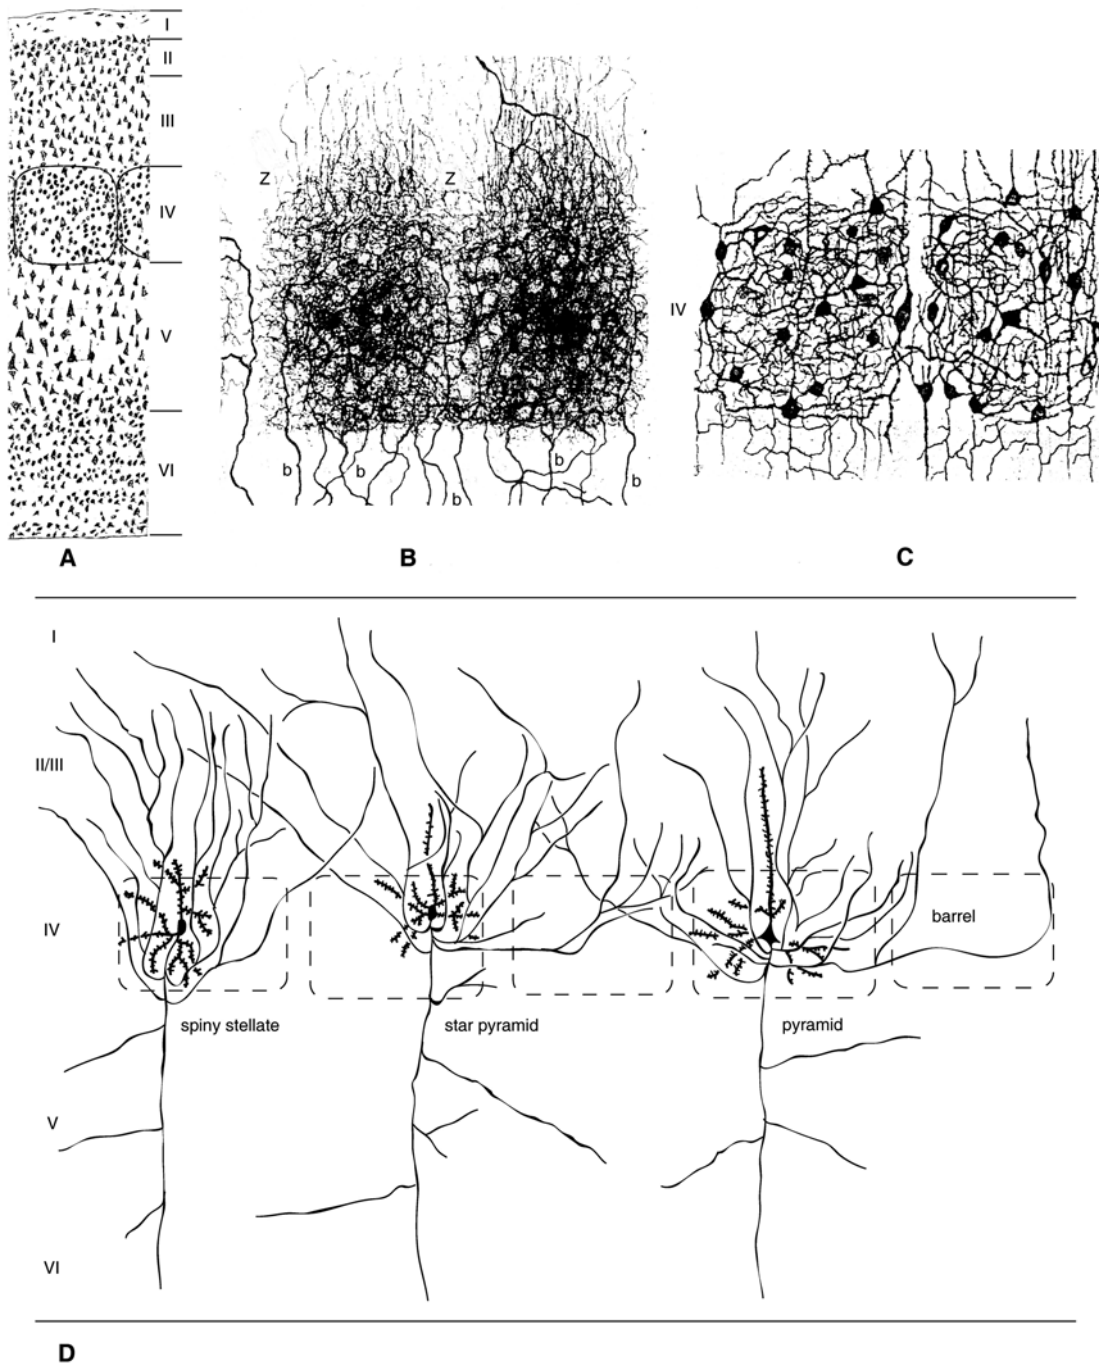 I
II
III
IV
V
VI
A
Z
Z
b
b
b
b
b
B
IV
C
I
II/III
IV
barrel
spiny stellate
star pyramid
pyramid
V
VI
D